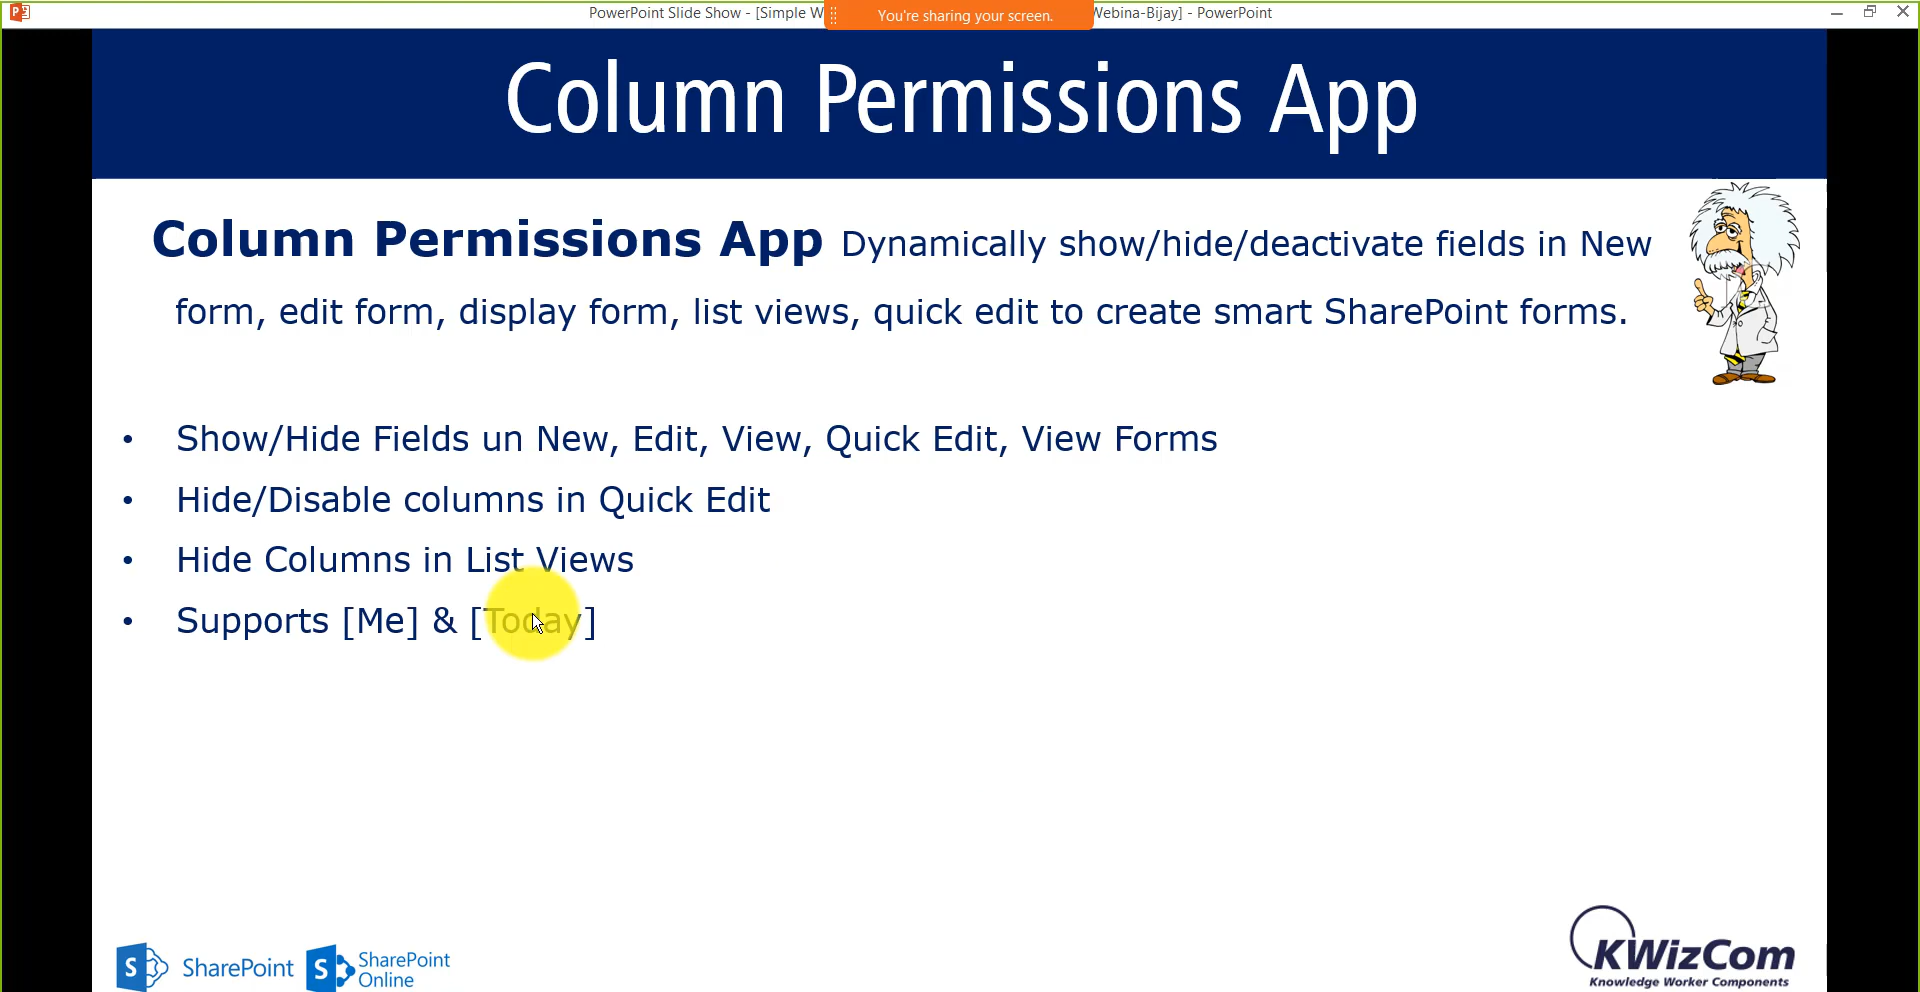 PowerPoint Slide Show - [Simple W
You're sharing your screen.
Webina-Bijay] - PowerPoint
Column Permissions App
Column Permissions App Dynamically show/hide/deactivate fields in New
form, edit form, display form, list views, quick edit to create smart SharePoint forms.
• Show/Hide Fields un New, Edit, View, Quick Edit, View Forms
• Hide/Disable columns in Quick Edit
• Hide Columns in List Views
• Supports [Me] & [Today]
S SharePoint
S SharePoint
Online
KWizCom
Knowledge Worker Components